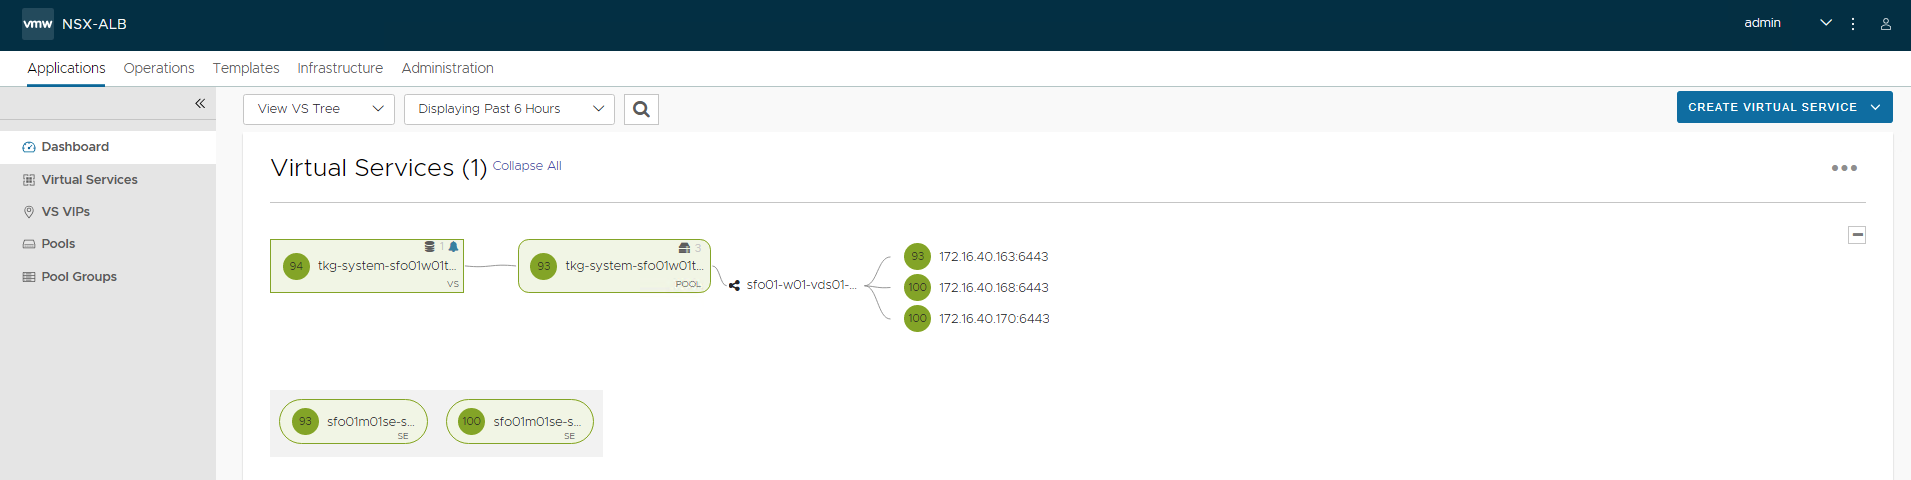 vmw NSX-ALB
admin
Applications Operations Templates Infrastructure Administration
View VS Tree Displaying Past 6 Hours
CREATE VIRTUAL SERVICE
Dashboard
Virtual Services
VS VIPs
Pools
Pool Groups
Virtual Services (1) Collapse All
1
94 tkg-system-sfo01w01t...
VS
3
93 tkg-system-sfo01w01t...
POOL
sfo01-w01-vds01-...
93 172.16.40.163:6443
100 172.16.40.168:6443
100 172.16.40.170:6443
93 sfo01m01se-s...
SE
100 sfo01m01se-s...
SE